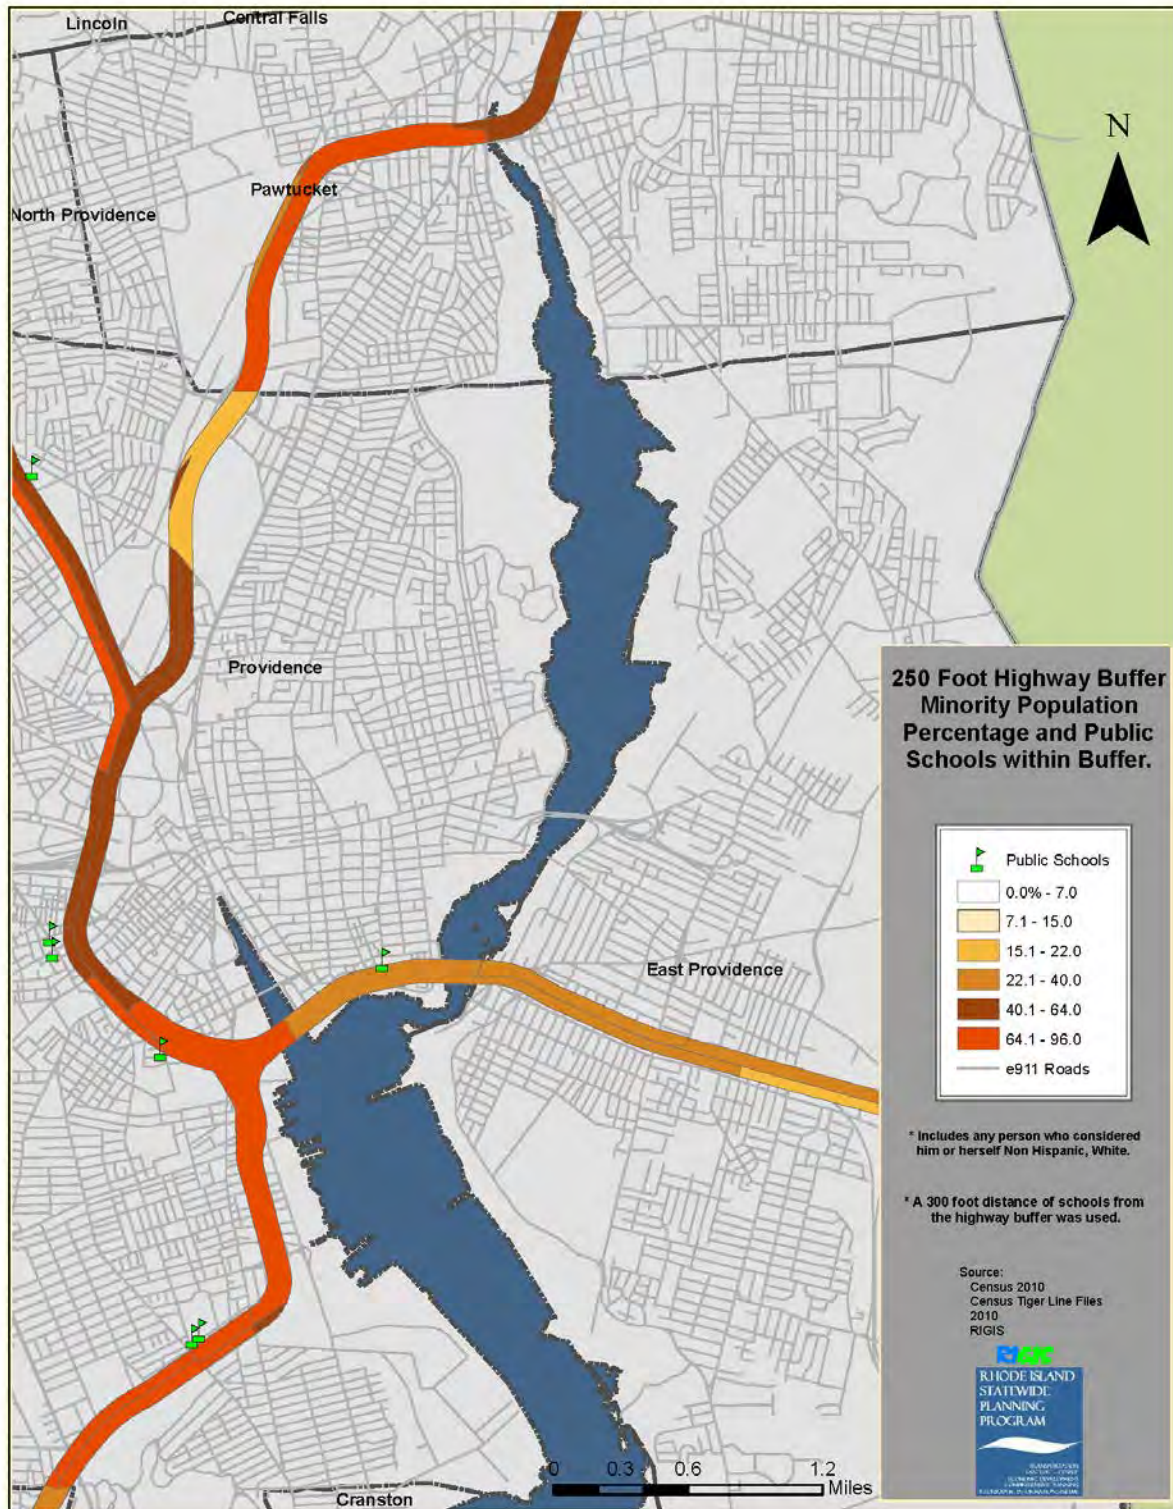 Lincoln
Central Falls
N
Pawtucket
North Providence
Providence
East Providence
Cranston
250 Foot Highway Buffer
Minority Population
Percentage and Public
Schools within Buffer.
Public Schools
0.0% - 7.0
7.1 - 15.0
15.1 - 22.0
22.1 - 40.0
40.1 - 64.0
64.1 - 96.0
e911 Roads
* Includes any person who considered
him or herself Non Hispanic, White.
* A 300 foot distance of schools from
the highway buffer was used.
Source:
Census 2010
Census Tiger Line Files
2010
RIGIS
RIGIS
RHODE ISLAND
STATEWIDE
PLANNING
PROGRAM
0 0.3 0.6 1.2
Miles